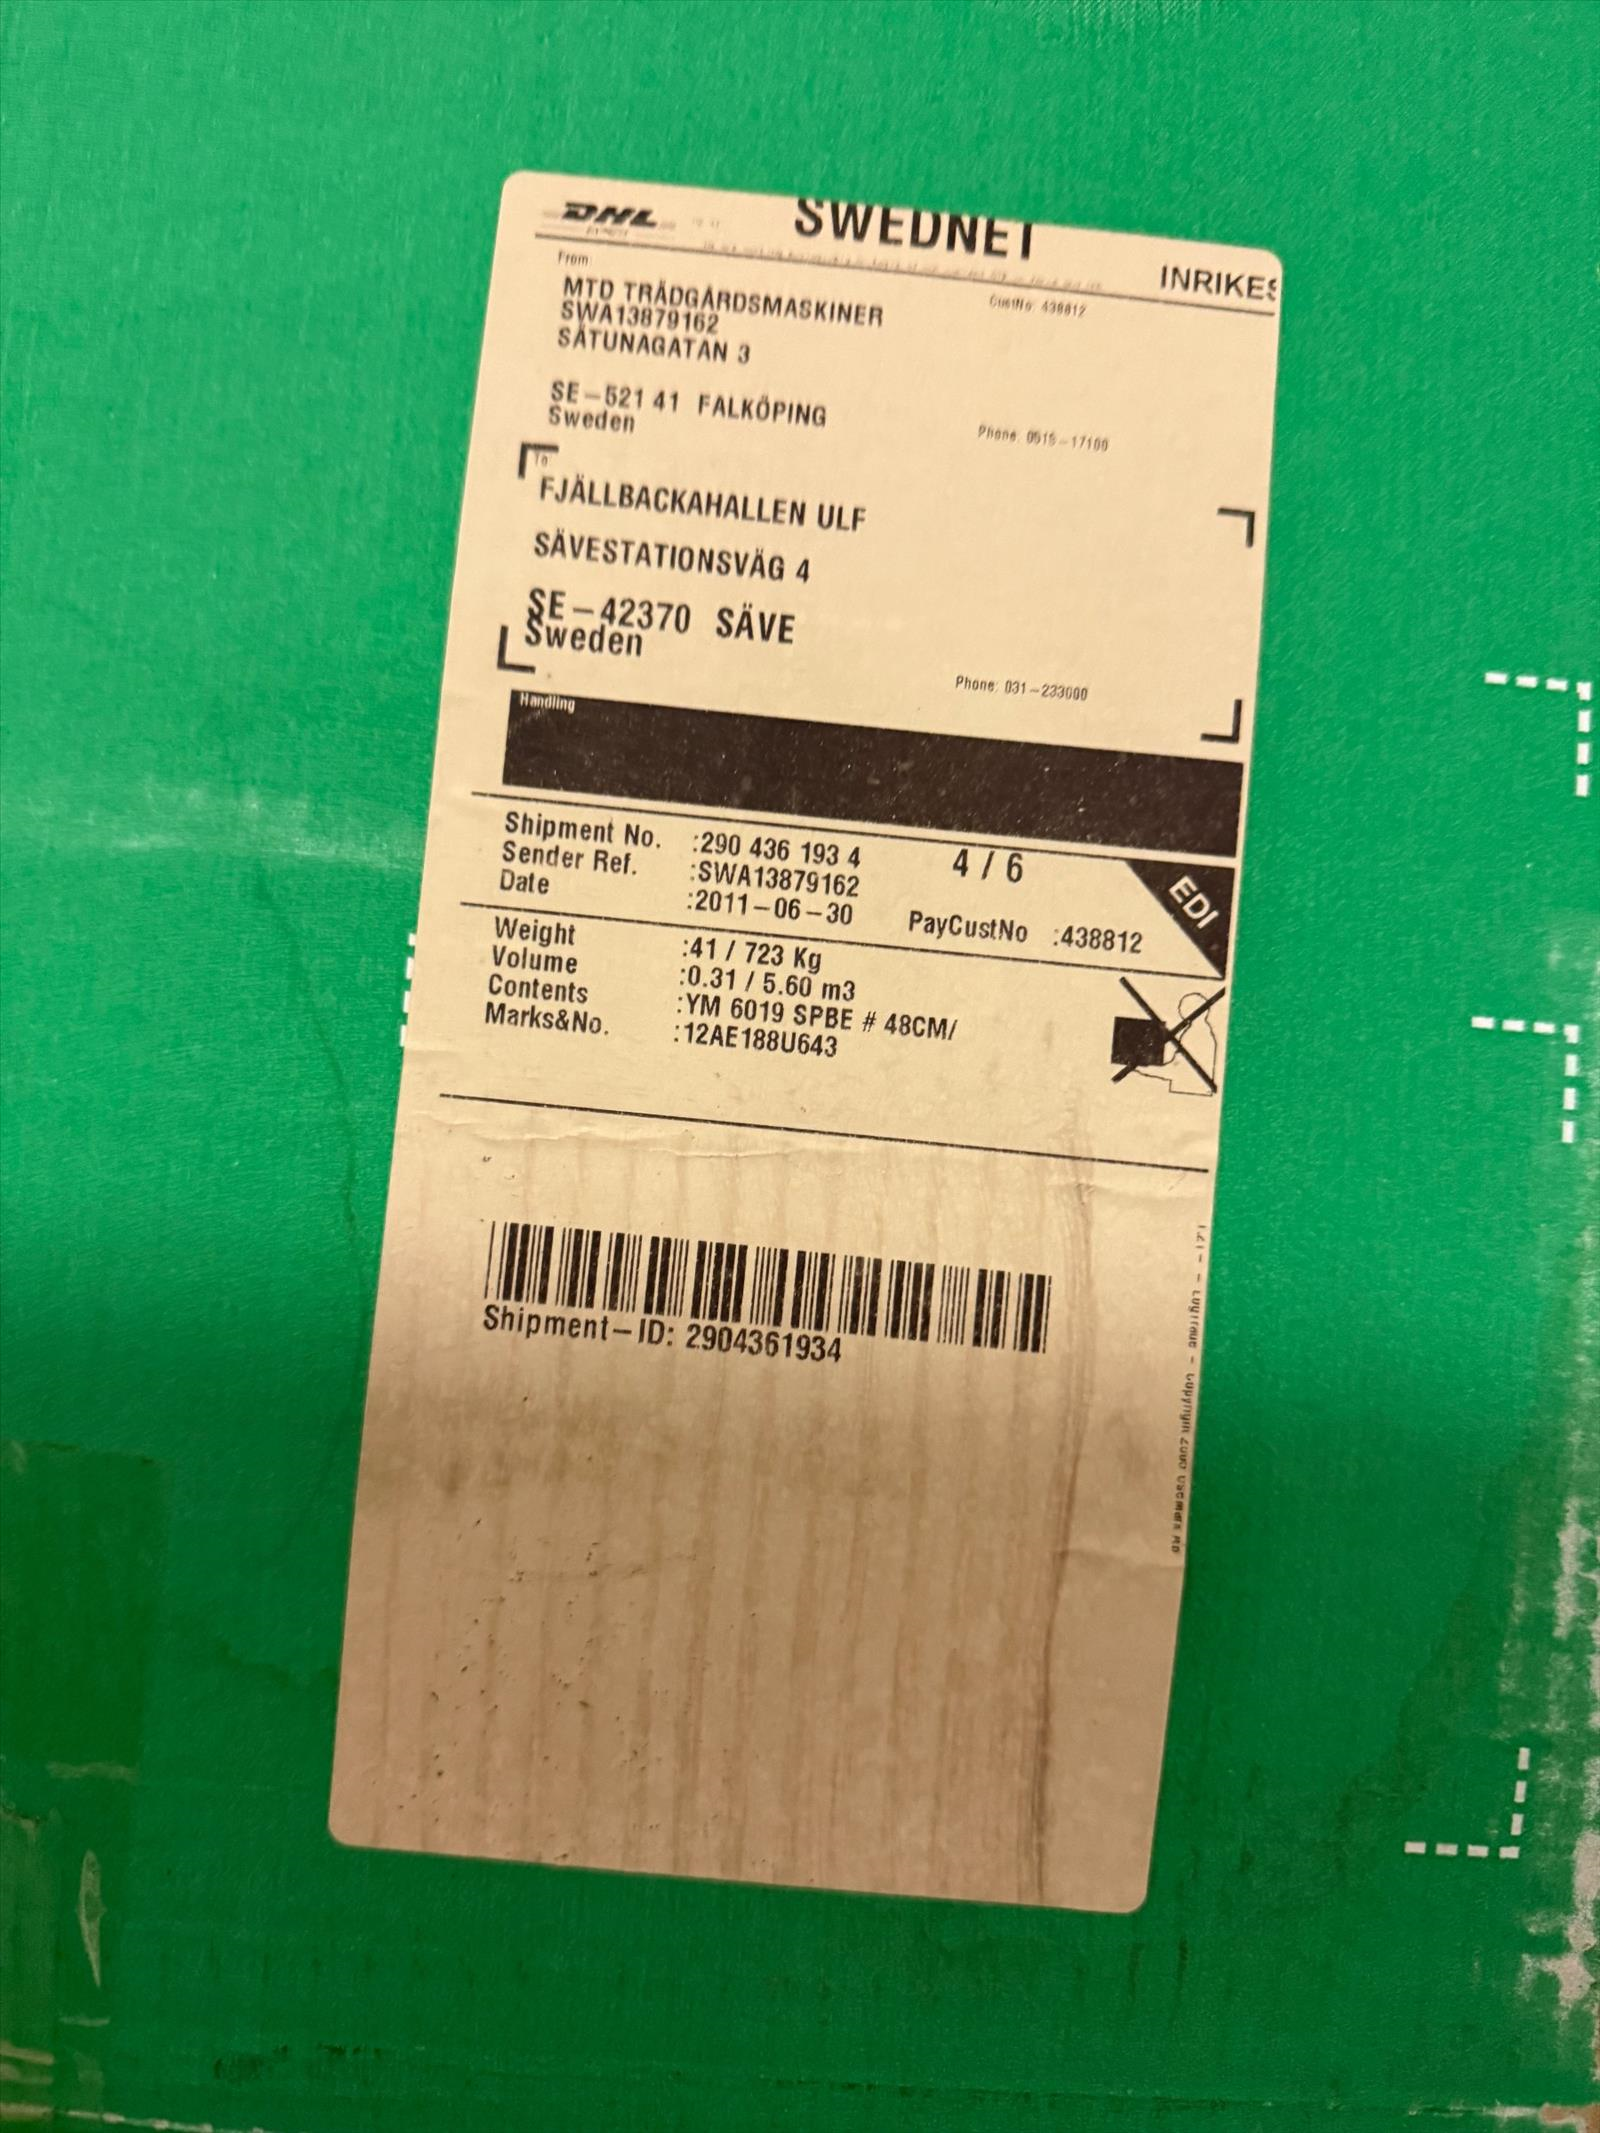 DHL
SWEDNET
INRIKES
From:
MTD TRÄDGÅRDSMASKINER
CustNo: 438812
SWA13879162
SÄTUNAGATAN 3
SE-521 41 FALKÖPING
Sweden
Phone: 0515-17100
To
FJÄLLBACKAHALLEN ULF
SÄVESTATIONSVÄG 4
SE-42370 SÄVE
Sweden
Phone: 031-233000
Handling
Shipment No. :290 436 193 4 4 / 6
Sender Ref. :SWA13879162
EDI
Date :2011-06-30 PayCustNo :438812
Weight :41 / 723 Kg
Volume :0.31 / 5.60 m3
Contents :YM 6019 SPBE # 48CM/
Marks&No. :12AE188U643
Shipment-ID: 2904361934